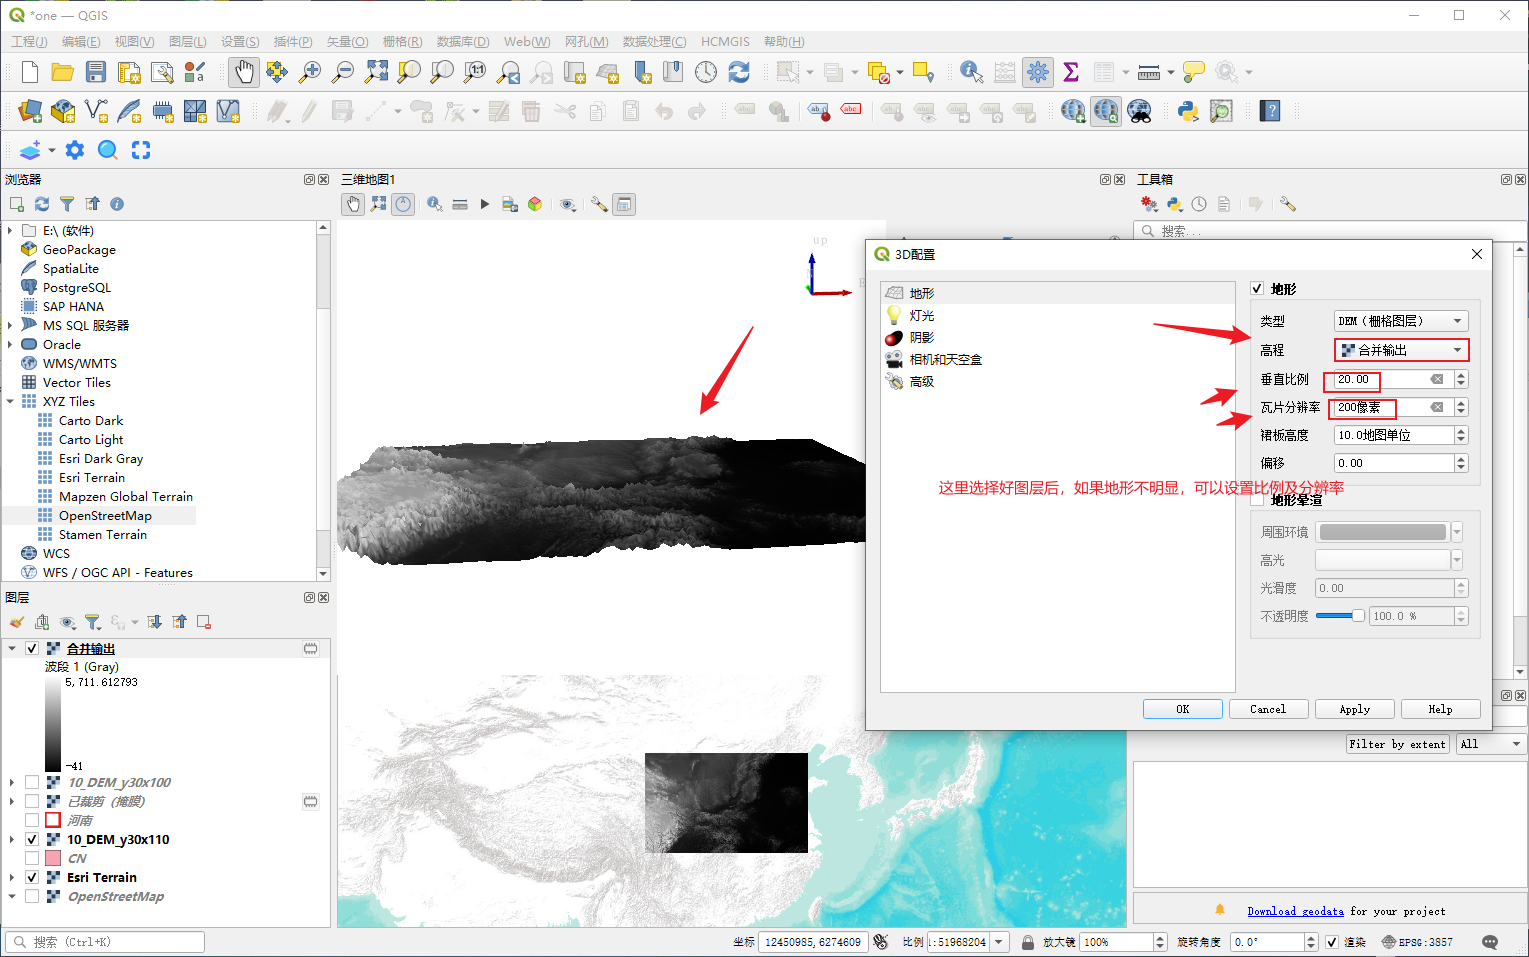 *one — QGIS
工程(J) 编辑(E) 视图(V) 图层(L) 设置(S) 插件(P) 矢量(O) 栅格(R) 数据库(D) Web(W) 网孔(M) 数据处理(C) HCMGIS 帮助(H)
浏览器
E:\ (软件)
GeoPackage
SpatiaLite
PostgreSQL
SAP HANA
MS SQL 服务器
Oracle
WMS/WMTS
Vector Tiles
XYZ Tiles
Carto Dark
Carto Light
Esri Dark Gray
Esri Terrain
Mapzen Global Terrain
OpenStreetMap
Stamen Terrain
WCS
WFS / OGC API - Features
图层
合并输出
波段 1 (Gray)
5,711.612793
-41
10_DEM_y30x100
已裁剪（掩膜）
河南
10_DEM_y30x110
CN
Esri Terrain
OpenStreetMap
三维地图1
up
E
工具箱
搜索...
3D配置
地形
灯光
阴影
相机和天空盒
高级
地形
类型 DEM（栅格图层）
高程 合并输出
垂直比例 20.00
瓦片分辨率 200像素
裙板高度 10.0地图单位
偏移 0.00
这里选择好图层后，如果地形不明显，可以设置比例及分辨率
地形晕渲
周围环境
高光
光滑度 0.00
不透明度 100.0 %
OK Cancel Apply Help
Filter by extent All
Download geodata for your project
搜索 (Ctrl+K) 坐标 12450985,6274609 比例 1:51968204 放大镜 100% 旋转角度 0.0° 渲染 EPSG:3857